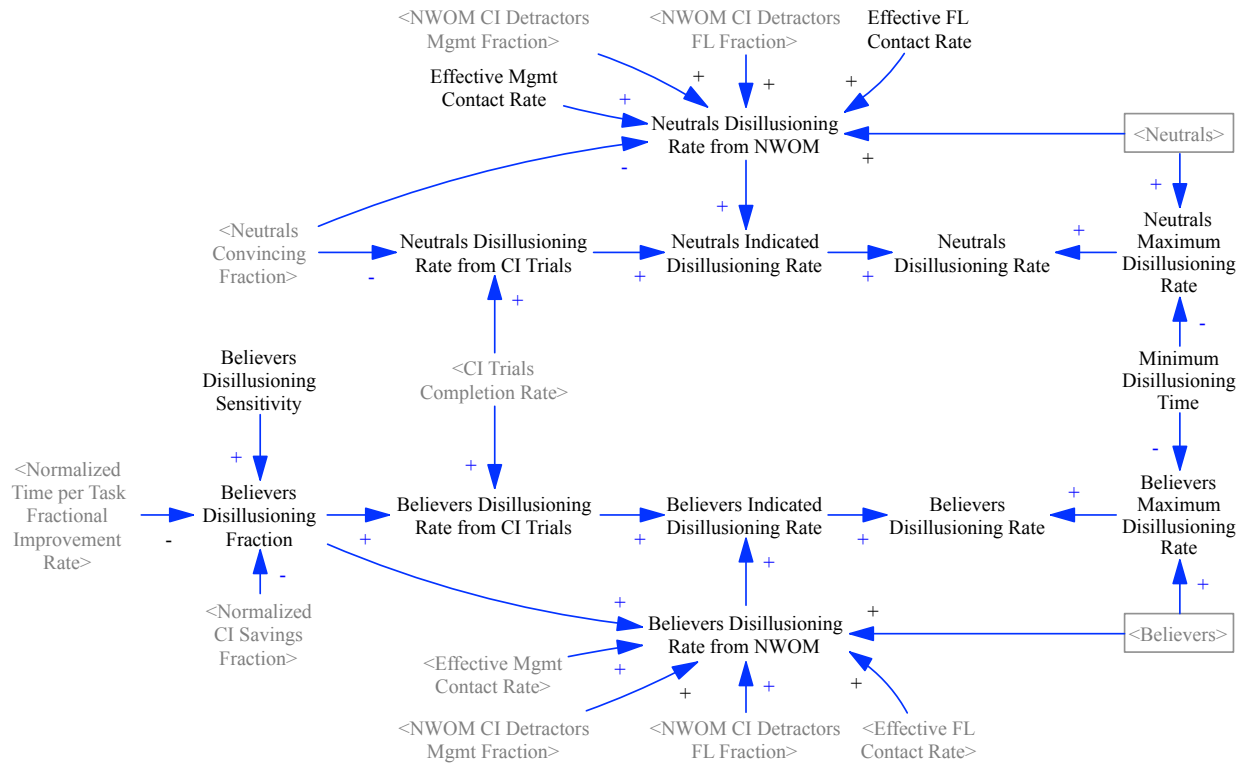 <NWOM CI Detractors
Mgmt Fraction>
<NWOM CI Detractors
FL Fraction>
Effective FL
Contact Rate
Effective Mgmt
Contact Rate
+
+
+
+
Neutrals Disillusioning
Rate from NWOM
<Neutrals>
+
-
+
+
<Neutrals
Convincing
Fraction>
-
Neutrals Disillusioning
Rate from CI Trials
+
Neutrals Indicated
Disillusioning Rate
+
Neutrals
Disillusioning Rate
+
Neutrals
Maximum
Disillusioning
Rate
+
-
Believers
Disillusioning
Sensitivity
<CI Trials
Completion Rate>
Minimum
Disillusioning
Time
+
+
-
<Normalized
Time per Task
Fractional
Improvement
Rate>
-
Believers
Disillusioning
Fraction
+
Believers Disillusioning
Rate from CI Trials
+
Believers Indicated
Disillusioning Rate
+
Believers
Disillusioning Rate
+
Believers
Maximum
Disillusioning
Rate
-
+
+
<Normalized
CI Savings
Fraction>
+
Believers Disillusioning
Rate from NWOM
+
<Believers>
<Effective Mgmt
Contact Rate>
+
+
+
+
<NWOM CI Detractors
Mgmt Fraction>
<NWOM CI Detractors
FL Fraction>
<Effective FL
Contact Rate>